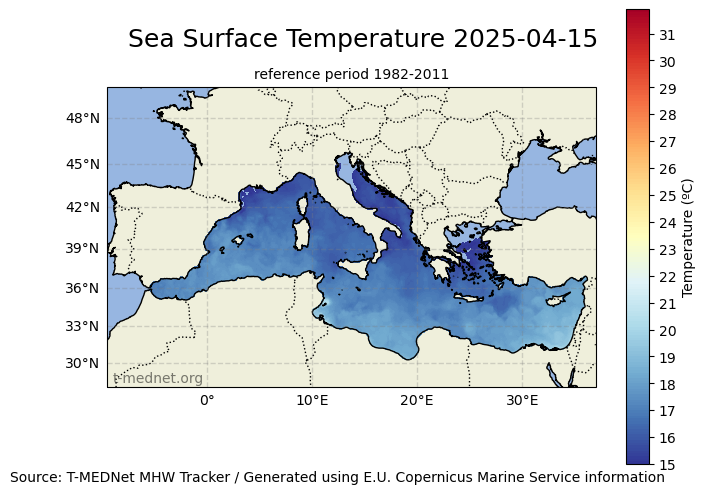 Sea Surface Temperature 2025-04-15
reference period 1982-2011
48°N
45°N
42°N
39°N
36°N
33°N
30°N
t-mednet.org
0°
10°E
20°E
30°E
31
30
29
28
27
26
25
24
23
22
21
20
19
18
17
16
15
Temperature (ºC)
Source: T-MEDNet MHW Tracker / Generated using E.U. Copernicus Marine Service information